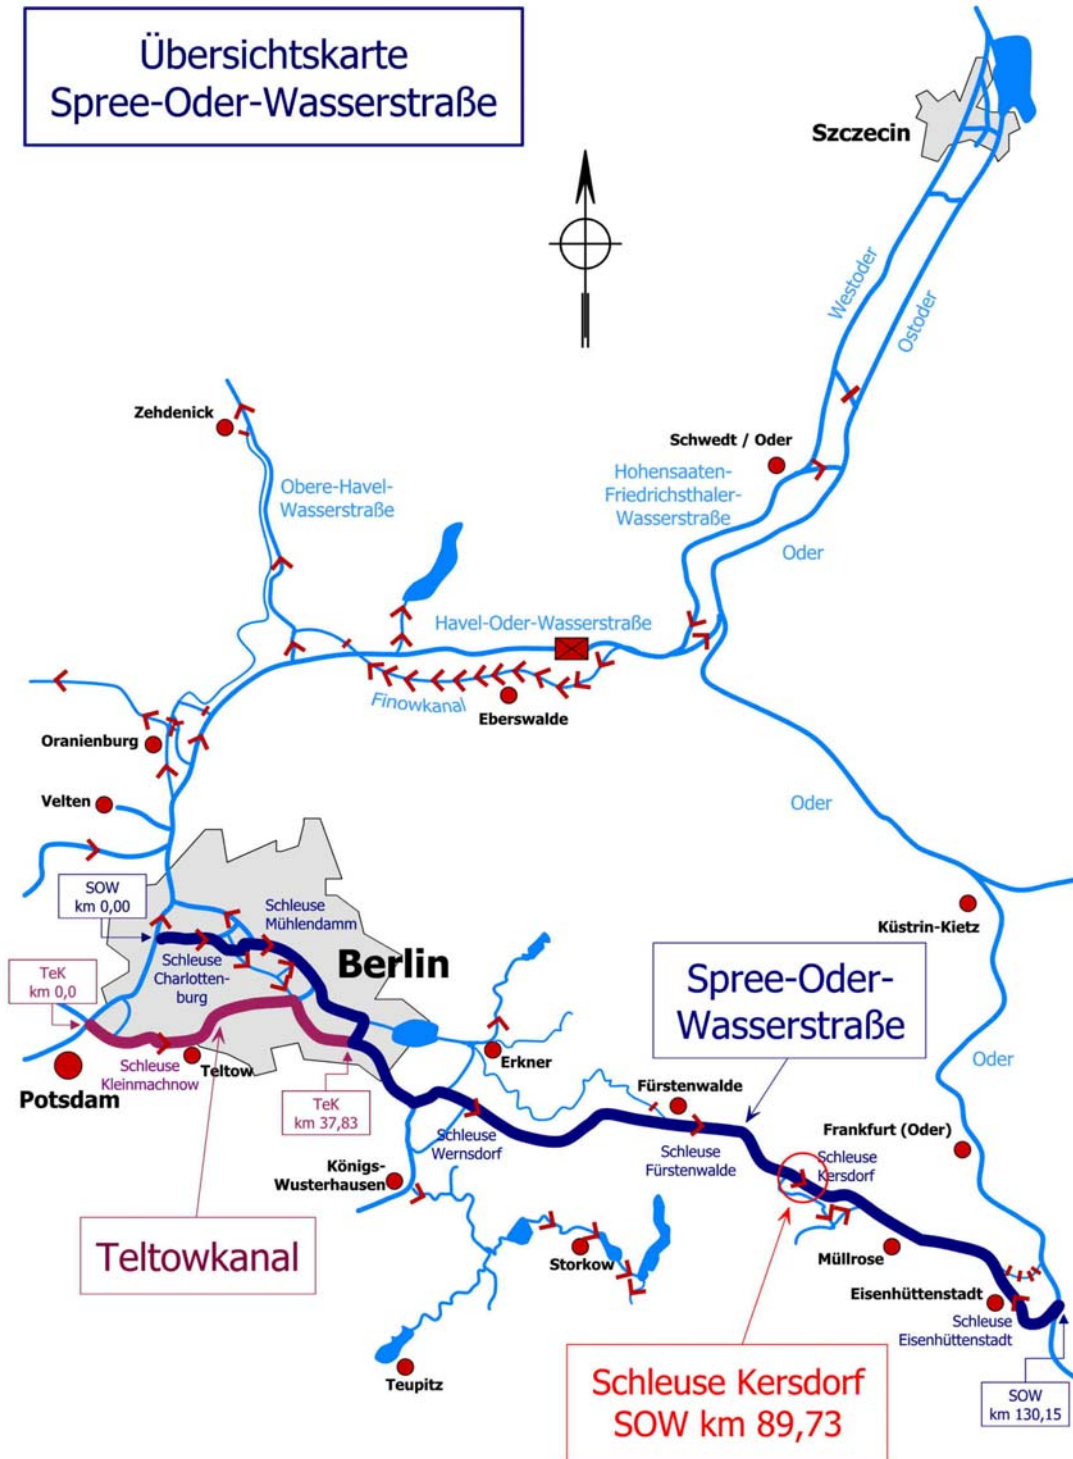 Übersichtskarte
Spree-Oder-Wasserstraße
Szczecin
Westoder
Ostoder
Zehdenick
Schwedt / Oder
Obere-Havel-
Wasserstraße
Hohensaaten-
Friedrichsthaler-
Wasserstraße
Oder
Havel-Oder-Wasserstraße
Finowkanal
Eberswalde
Oranienburg
Velten
Oder
SOW
km 0,00
Schleuse
Mühlendamm
Küstrin-Kietz
Schleuse
Charlotten-
burg
Berlin
TeK
km 0,0
Spree-Oder-
Wasserstraße
Erkner
Oder
Teltow
Schleuse
Kleinmachnow
Potsdam
TeK
km 37,83
Fürstenwalde
Schleuse
Wernsdorf
Schleuse
Fürstenwalde
Frankfurt (Oder)
Schleuse
Kersdorf
Königs-
Wusterhausen
Teltowkanal
Storkow
Müllrose
Eisenhüttenstadt
Schleuse
Eisenhüttenstadt
Teupitz
Schleuse Kersdorf
SOW km 89,73
SOW
km 130,15